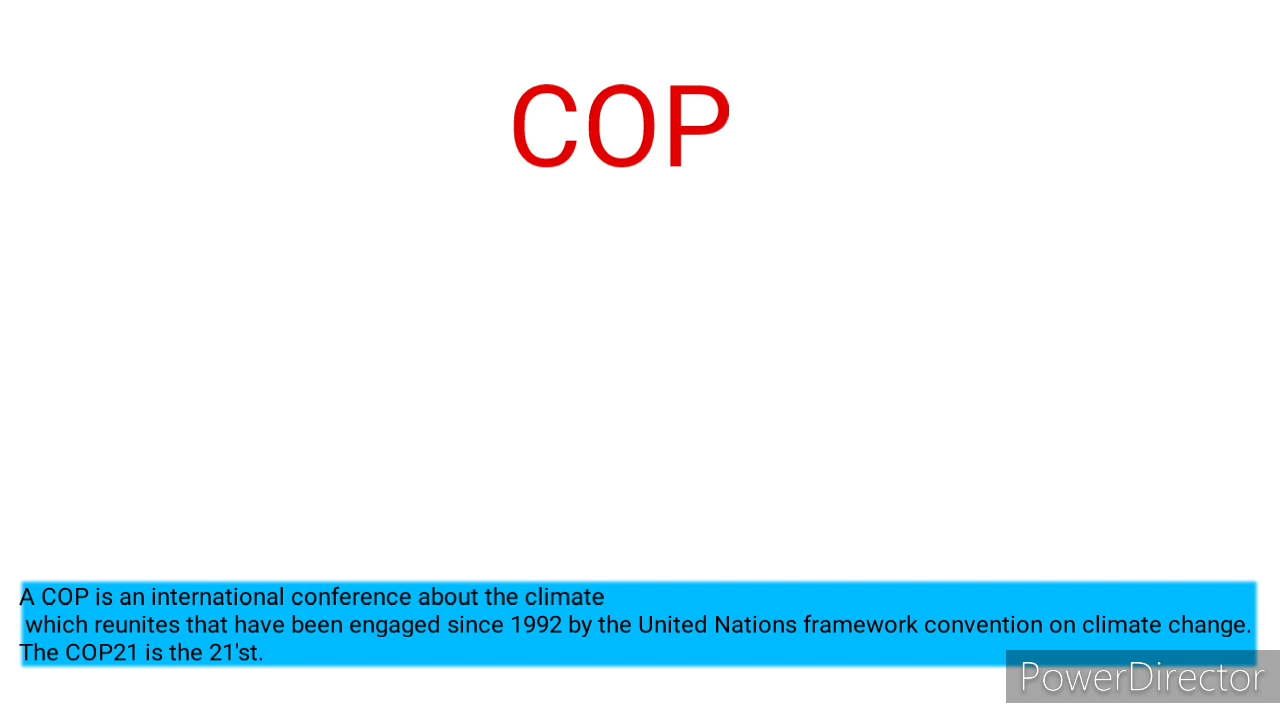 COP
A COP is an international conference about the climate
which reunites that have been engaged since 1992 by the United Nations framework convention on climate change.
The COP21 is the 21'st.
PowerDirector